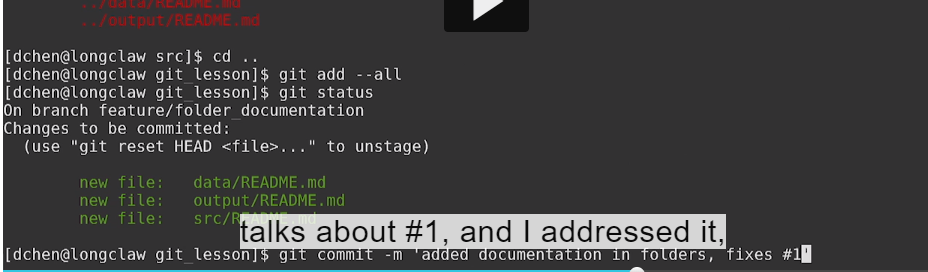 ../data/README.md
../output/README.md
[dchen@longclaw src]$ cd ..
[dchen@longclaw git_lesson]$ git add --all
[dchen@longclaw git_lesson]$ git status
On branch feature/folder_documentation
Changes to be committed:
(use "git reset HEAD <file>..." to unstage)
new file: data/README.md
new file: output/README.md
new file: src/README.md
talks about #1, and I addressed it,
[dchen@longclaw git_lesson]$ git commit -m 'added documentation in folders, fixes #1'